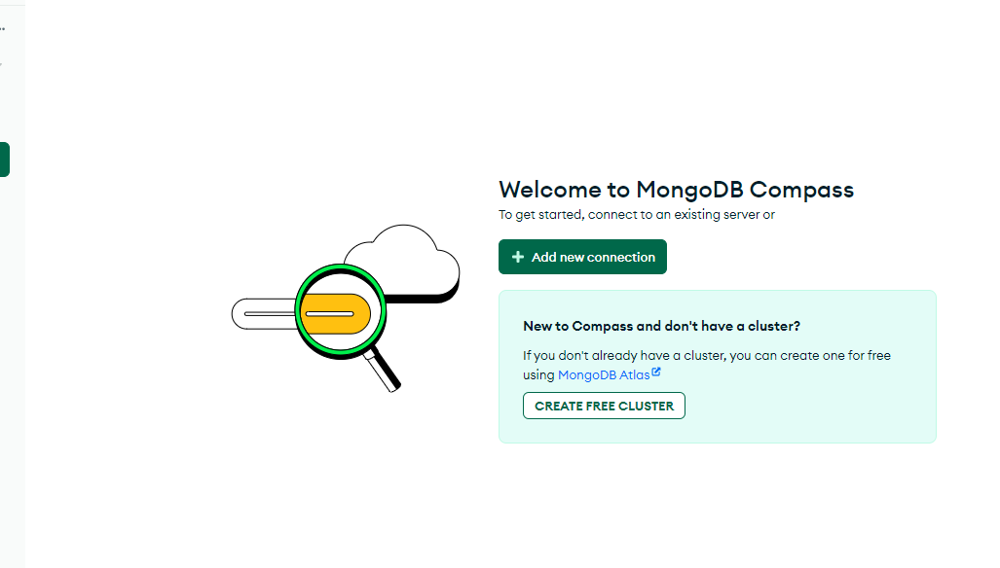 Welcome to MongoDB Compass
To get started, connect to an existing server or
Add new connection
New to Compass and don't have a cluster?
If you don't already have a cluster, you can create one for free
using MongoDB Atlas
CREATE FREE CLUSTER